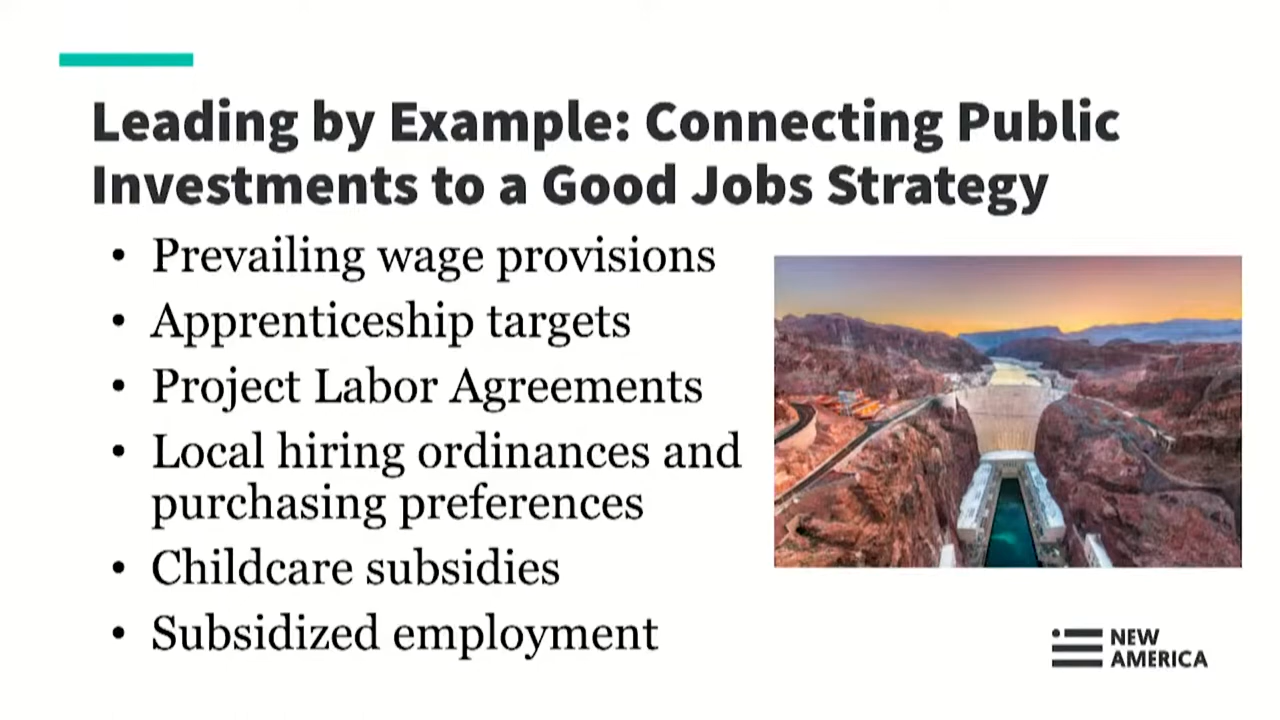 Leading by Example: Connecting Public
Investments to a Good Jobs Strategy
• Prevailing wage provisions
• Apprenticeship targets
• Project Labor Agreements
• Local hiring ordinances and
purchasing preferences
• Childcare subsidies
• Subsidized employment
NEW
AMERICA